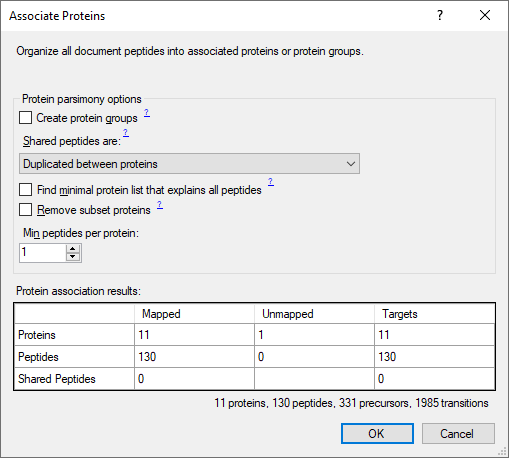 Associate Proteins ?
Organize all document peptides into associated proteins or protein groups.
Protein parsimony options
Create protein groups ?
Shared peptides are: ?
Duplicated between proteins
Find minimal protein list that explains all peptides ?
Remove subset proteins ?
Min peptides per protein:
1
Protein association results:
Mapped Unmapped Targets
Proteins 11 1 11
Peptides 130 0 130
Shared Peptides 0 0
11 proteins, 130 peptides, 331 precursors, 1985 transitions
OK Cancel